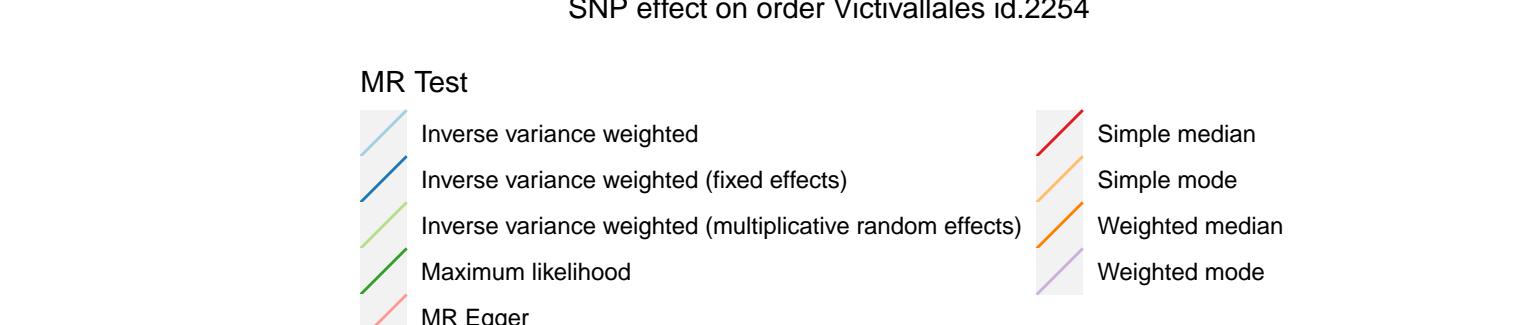 SNP effect on order Victivallales id.2254
MR Test
Inverse variance weighted
Inverse variance weighted (fixed effects)
Inverse variance weighted (multiplicative random effects)
Maximum likelihood
MR Egger
Simple median
Simple mode
Weighted median
Weighted mode